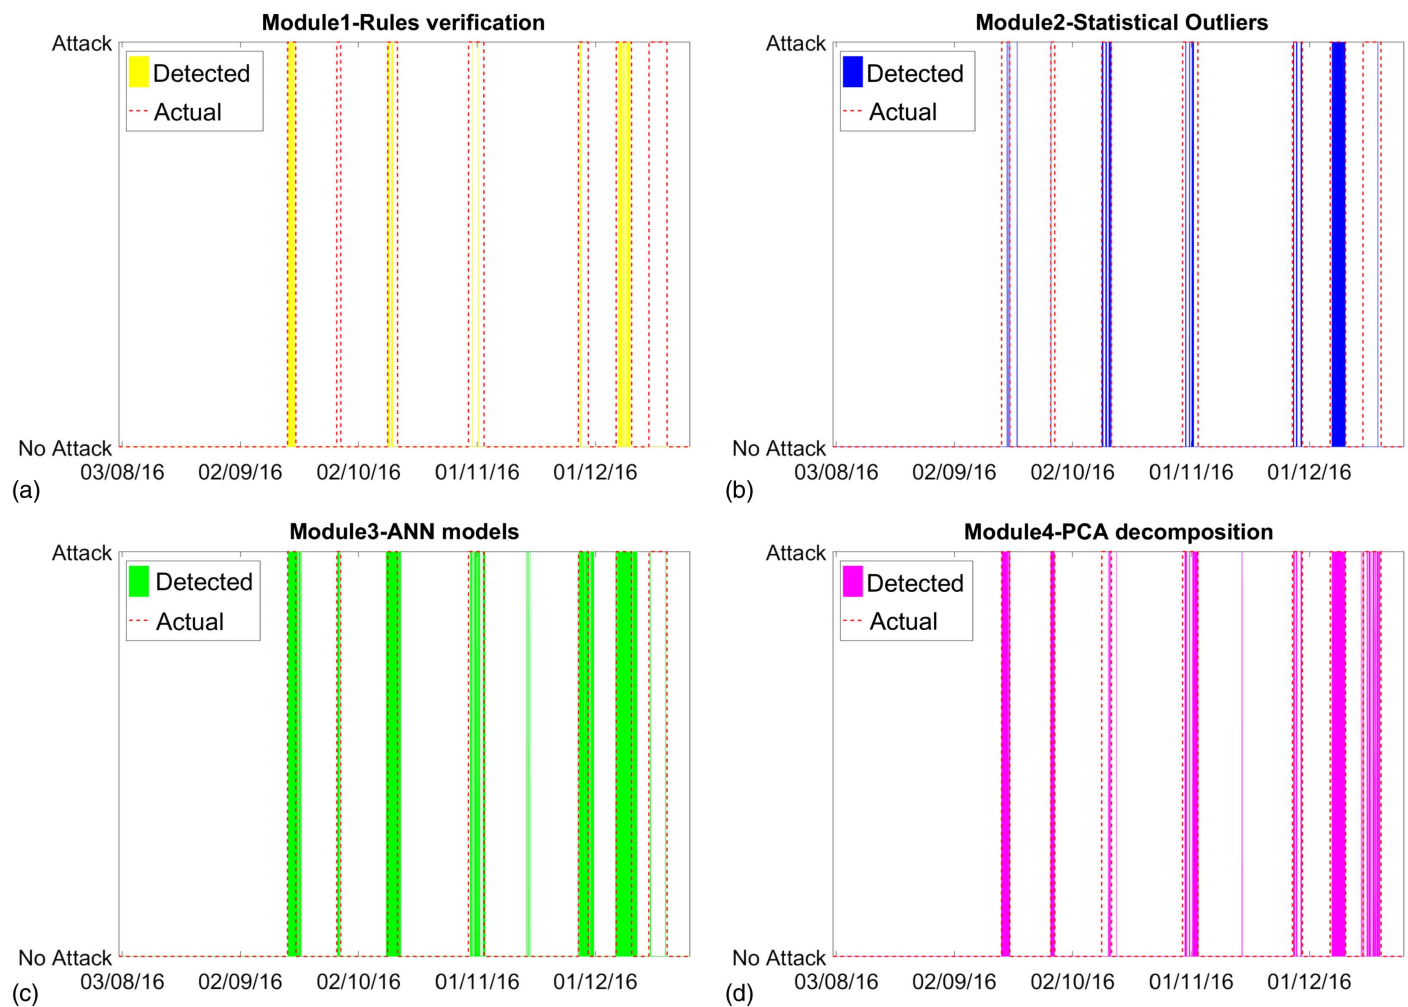 Module1-Rules verification
Attack
Detected
Actual
No Attack
03/08/16 02/09/16 02/10/16 01/11/16 01/12/16
(a)
Module2-Statistical Outliers
Attack
Detected
Actual
No Attack
03/08/16 02/09/16 02/10/16 01/11/16 01/12/16
(b)
Module3-ANN models
Attack
Detected
Actual
No Attack
03/08/16 02/09/16 02/10/16 01/11/16 01/12/16
(c)
Module4-PCA decomposition
Attack
Detected
Actual
No Attack
03/08/16 02/09/16 02/10/16 01/11/16 01/12/16
(d)